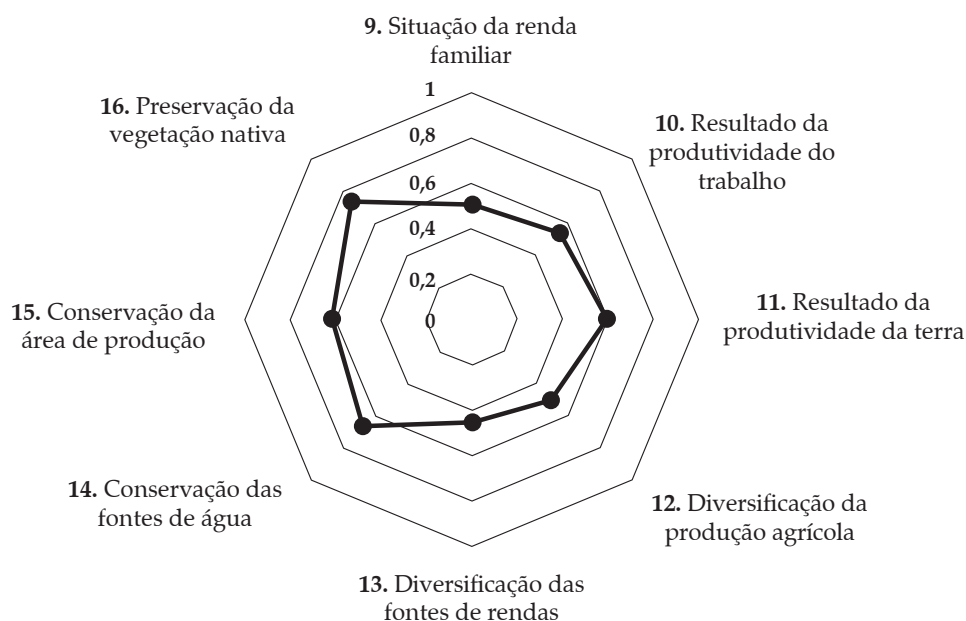 9. Situação da renda
familiar
10. Resultado da
produtividade do
trabalho
11. Resultado da
produtividade da terra
12. Diversificação da
produção agrícola
13. Diversificação das
fontes de rendas
14. Conservação das
fontes de água
15. Conservação da
área de produção
16. Preservação da
vegetação nativa
1
0,8
0,6
0,4
0,2
0